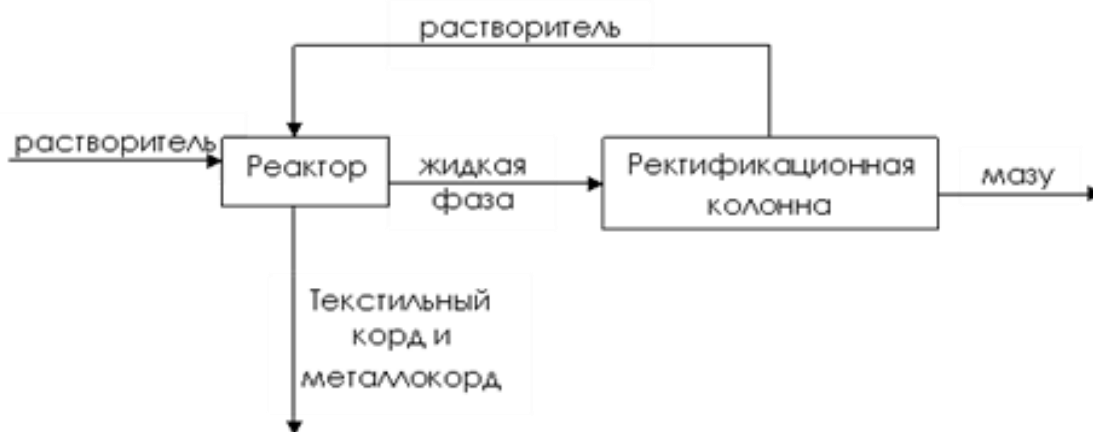 растворитель
растворитель
Реактор
жидкая
фаза
Ректификационная
колонна
мазу
Текстильный
корд и
металлокорд